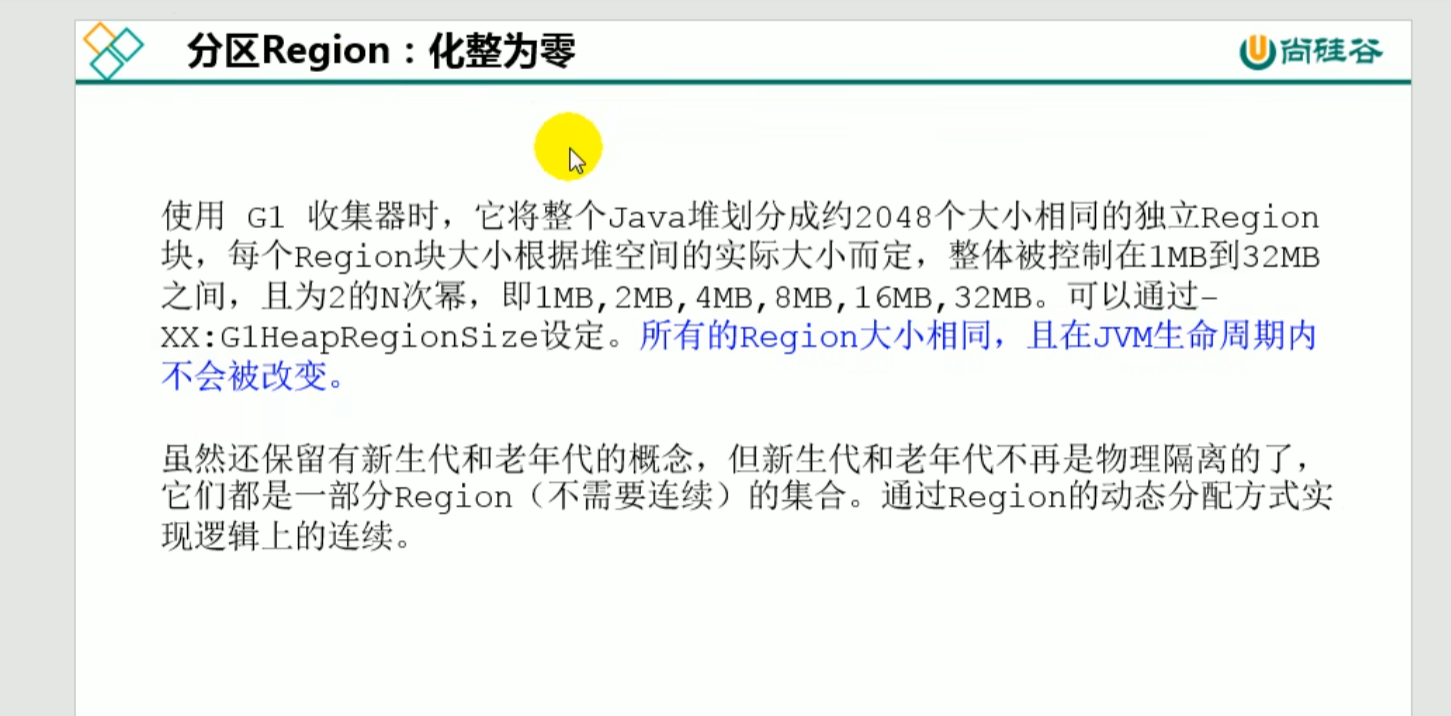 分区Region：化整为零
尚硅谷
使用 G1 收集器时，它将整个Java堆划分成约2048个大小相同的独立Region
块，每个Region块大小根据堆空间的实际大小而定，整体被控制在1MB到32MB
之间，且为2的N次幂，即1MB,2MB,4MB,8MB,16MB,32MB。可以通过-
XX:G1HeapRegionSize设定。所有的Region大小相同，且在JVM生命周期内
不会被改变。
虽然还保留有新生代和老年代的概念，但新生代和老年代不再是物理隔离的了，
它们都是一部分Region（不需要连续）的集合。通过Region的动态分配方式实
现逻辑上的连续。